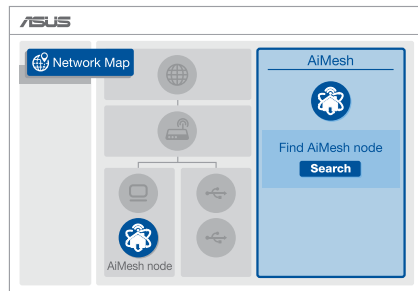 ASUS
Network Map
AiMesh
Find AiMesh node
Search
AiMesh node